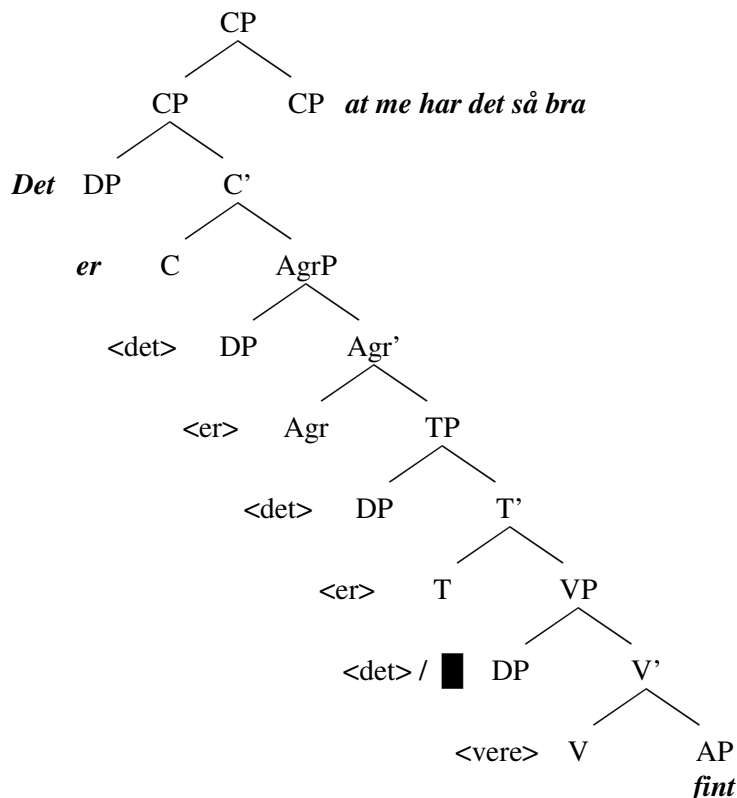 CP
CP CP at me har det så bra
Det DP C’
er C AgrP
<det> DP Agr’
<er> Agr TP
<det> DP T’
<er> T VP
<det> / DP V’
<vere> V AP
fint